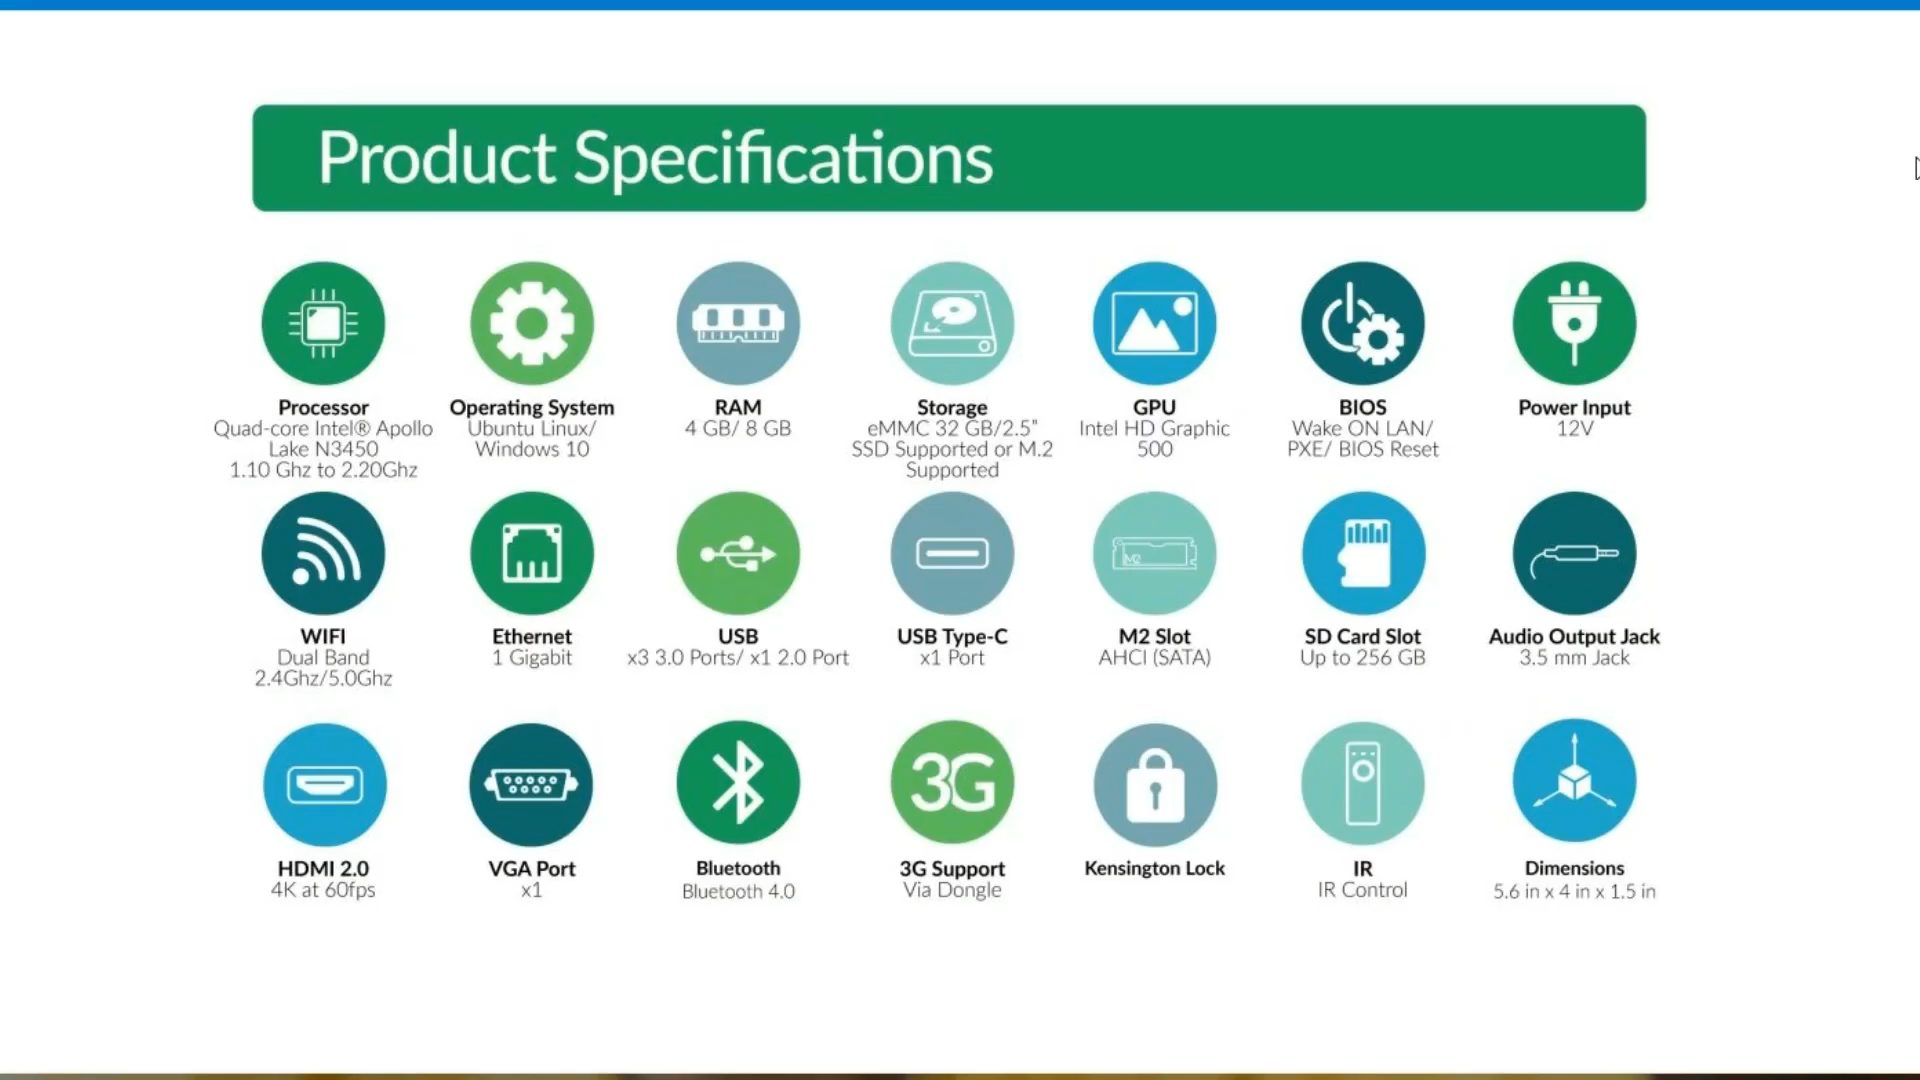 Product Specifications
Processor
Quad-core Intel® Apollo
Lake N3450
1.10 Ghz to 2.20Ghz
Operating System
Ubuntu Linux/
Windows 10
RAM
4 GB/ 8 GB
Storage
eMMC 32 GB/2.5"
SSD Supported or M.2
Supported
GPU
Intel HD Graphic
500
BIOS
Wake ON LAN/
PXE/ BIOS Reset
Power Input
12V
WIFI
Dual Band
2.4Ghz/5.0Ghz
Ethernet
1 Gigabit
USB
x3 3.0 Ports/ x1 2.0 Port
USB Type-C
x1 Port
M2
M2 Slot
AHCI (SATA)
SD Card Slot
Up to 256 GB
Audio Output Jack
3.5 mm Jack
HDMI 2.0
4K at 60fps
VGA Port
x1
Bluetooth
Bluetooth 4.0
3G
3G Support
Via Dongle
Kensington Lock
IR
IR Control
Dimensions
5.6 in x 4 in x 1.5 in